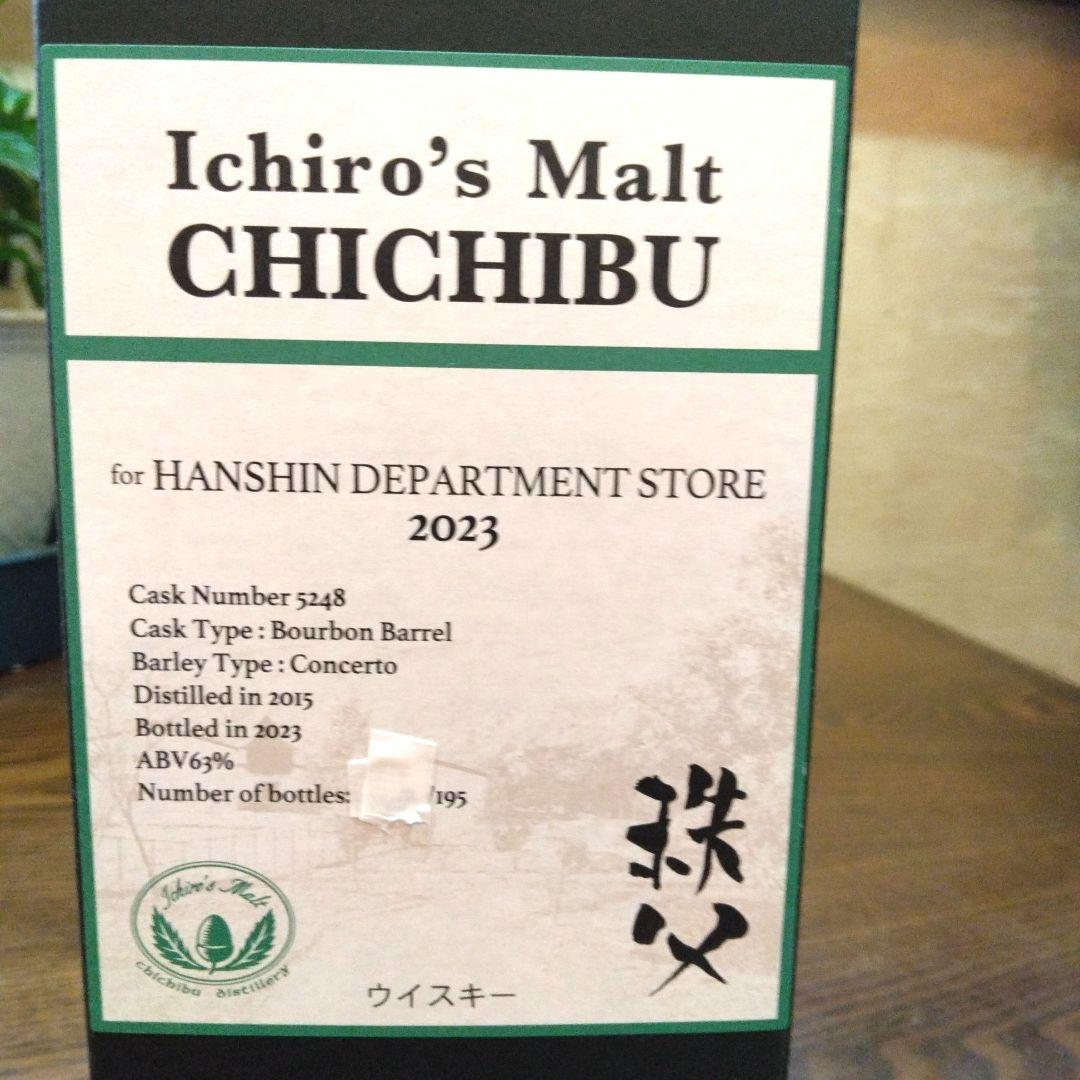 Ichiro's Malt
CHICHIBU
for HANSHIN DEPARTMENT STORE
2023
Cask Number 5248
Cask Type : Bourbon Barrel
Barley Type : Concerto
Distilled in 2015
Bottled in 2023
ABV63%
Number of bottles: /195
秩父
Ichiro's Malt
chichibu distillery
ウイスキー